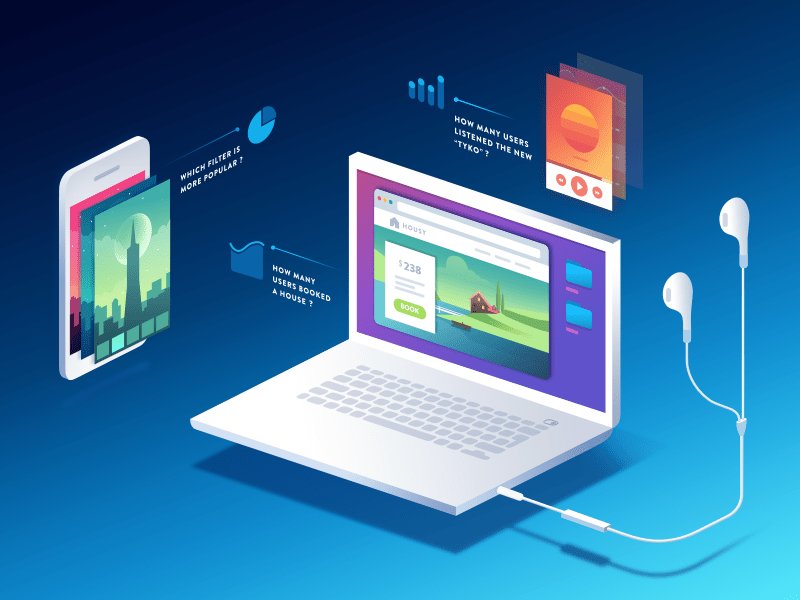 HOW MANY USERS
LISTENED THE NEW
"TYKO" ?
WHICH FILTER IS
MORE POPULAR ?
HOW MANY
USERS BOOKED
A HOUSE ?
HOUSY
$238
BOOK